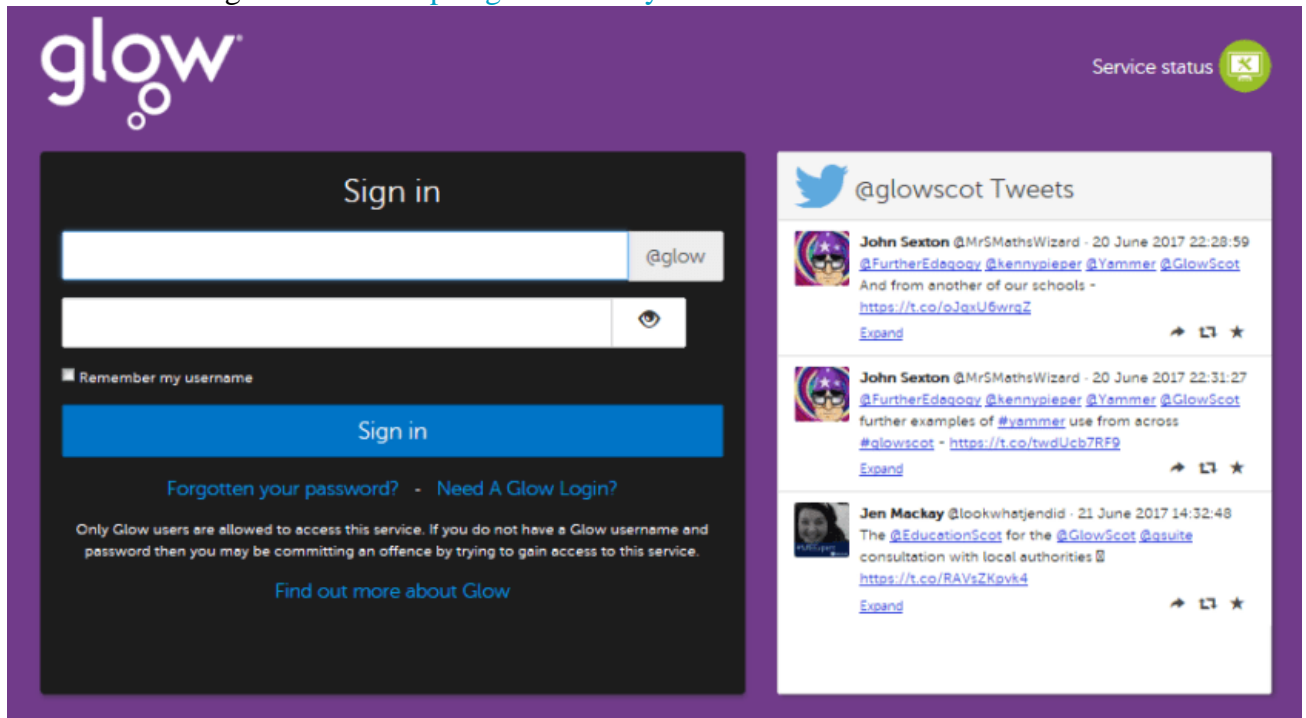 glow
Service status
Sign in
@glow
Remember my username
Sign in
Forgotten your password? - Need A Glow Login?
Only Glow users are allowed to access this service. If you do not have a Glow username and
password then you may be committing an offence by trying to gain access to this service.
Find out more about Glow
@glowscot Tweets
John Sexton @MrSMathsWizard · 20 June 2017 22:28:59
@FurtherEdagogy @kennypieper @Yammer @GlowScot
And from another of our schools -
https://t.co/oJqxU6wrgZ
Expand
John Sexton @MrSMathsWizard · 20 June 2017 22:31:27
@FurtherEdagogy @kennypieper @Yammer @GlowScot
further examples of #yammer use from across
#glowscot - https://t.co/twdUcb7RF9
Expand
Jen Mackay @lookwhatjendid · 21 June 2017 14:32:48
The @EducationScot for the @GlowScot @gsuite
consultation with local authorities
https://t.co/RAVsZKpvk4
Expand